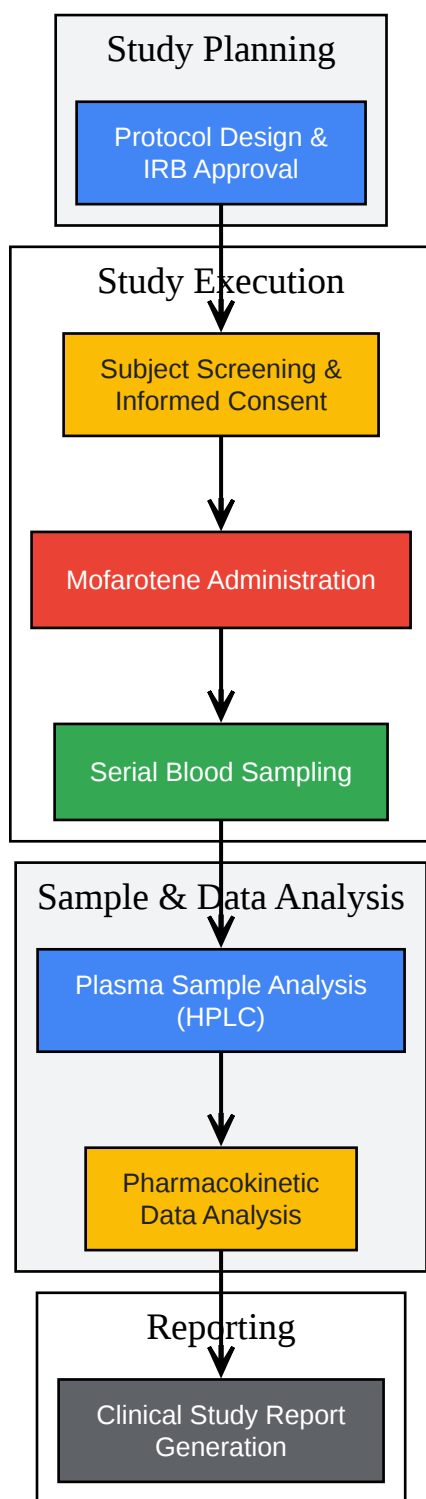 Study Planning
Protocol Design &
IRB Approval
Study Execution
Subject Screening &
Informed Consent
Mofarotene Administration
Serial Blood Sampling
Sample & Data Analysis
Plasma Sample Analysis
(HPLC)
Pharmacokinetic
Data Analysis
Reporting
Clinical Study Report
Generation